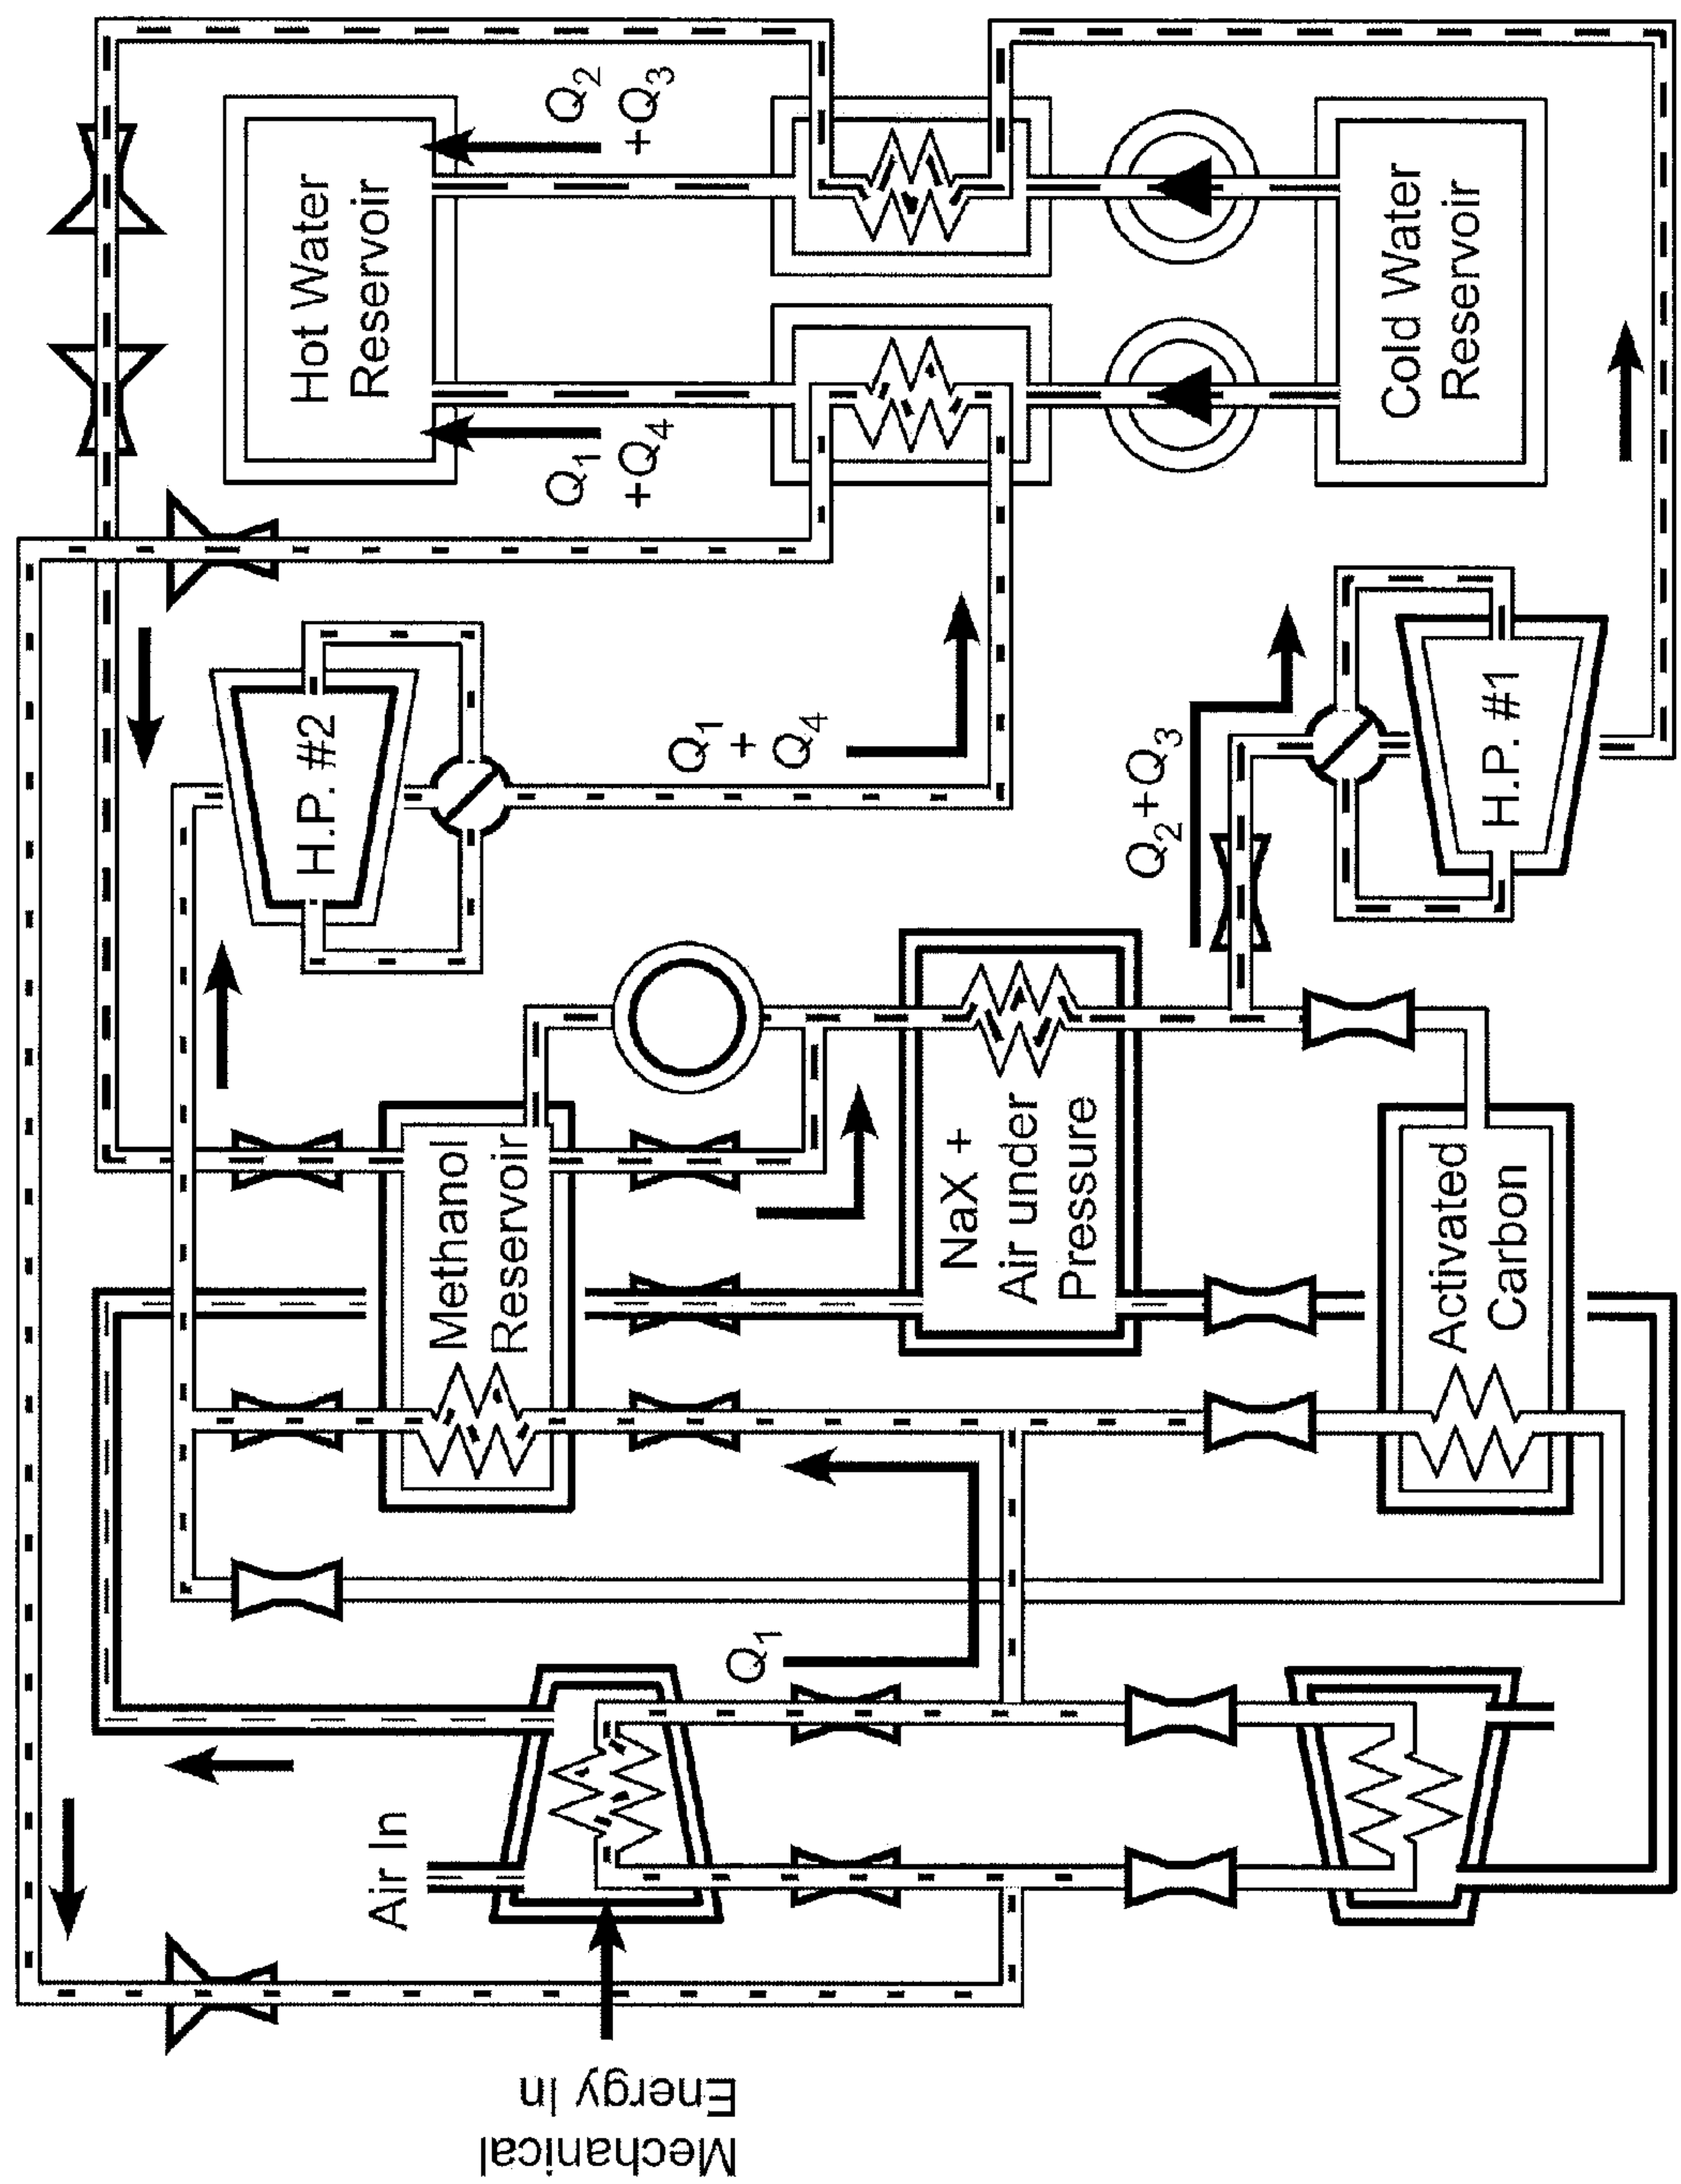 Hot Water
Reservoir
Q2
+Q3
Q1
+Q4
Cold Water
Reservoir
H.P. #2
Q1 + Q4
Q2+Q3
H.P. #1
Methanol
Reservoir
NaX +
Air under
Pressure
Activated
Carbon
Q1
Air In
Mechanical
Energy In